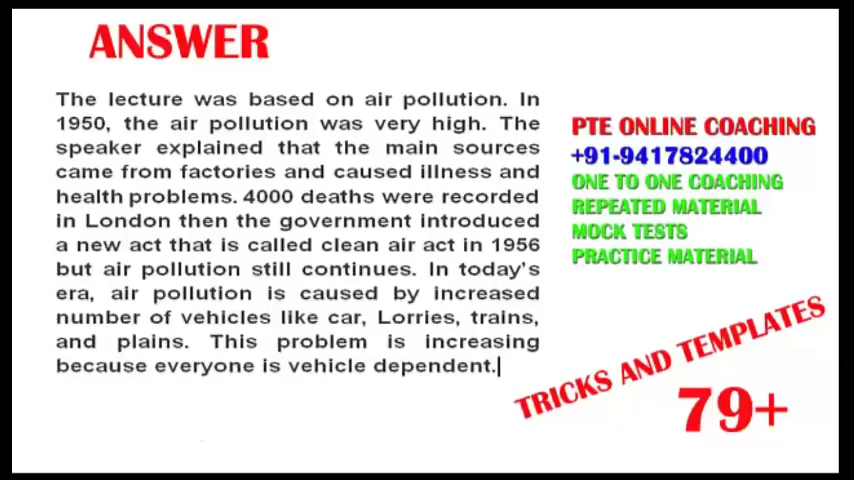 ANSWER
The lecture was based on air pollution. In
1950, the air pollution was very high. The
speaker explained that the main sources
came from factories and caused illness and
health problems. 4000 deaths were recorded
in London then the government introduced
a new act that is called clean air act in 1956
but air pollution still continues. In today's
era, air pollution is caused by increased
number of vehicles like car, Lorries, trains,
and plains. This problem is increasing
because everyone is vehicle dependent.
PTE ONLINE COACHING
+91-9417824400
ONE TO ONE COACHING
REPEATED MATERIAL
MOCK TESTS
PRACTICE MATERIAL
TRICKS AND TEMPLATES
79+